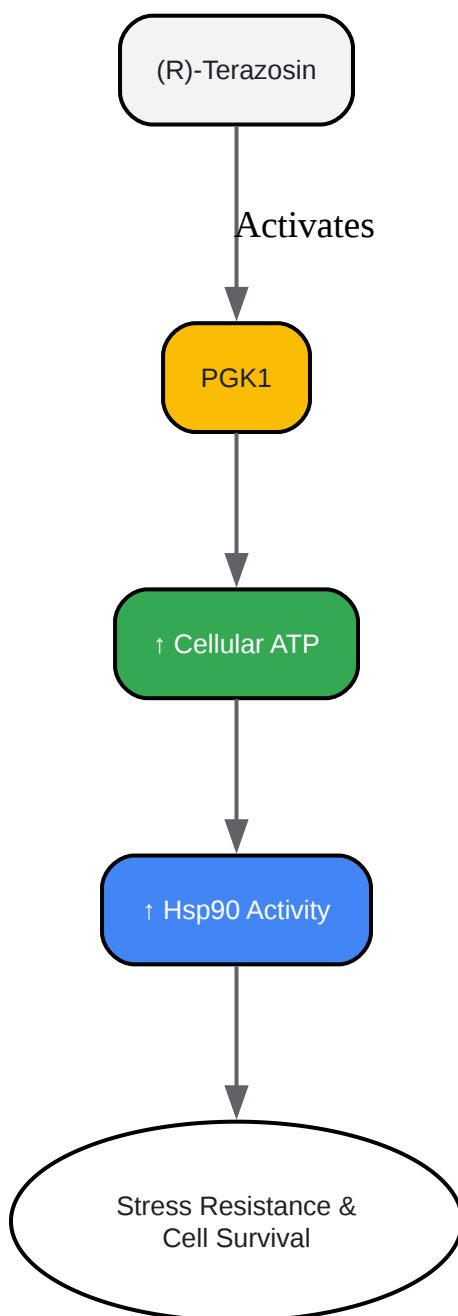 (R)-Terazosin
Activates
PGK1
↑ Cellular ATP
↑ Hsp90 Activity
Stress Resistance &
Cell Survival